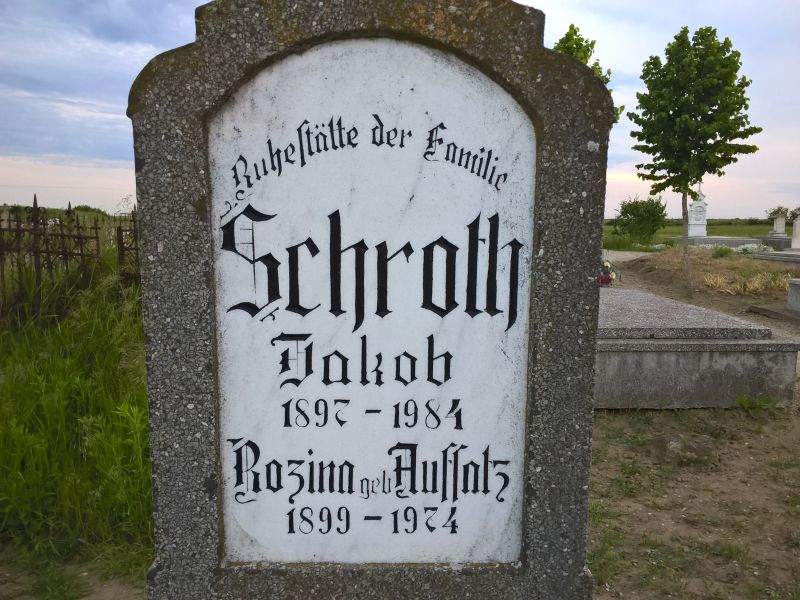 Ruheſtätte der Familie
Schroth
Jakob
1897 - 1984
Rozina geb Auſſatz
1899 - 1974